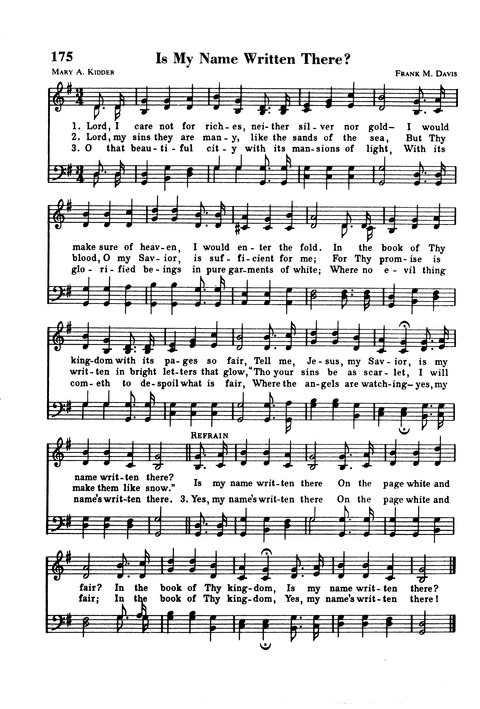 175
Is My Name Written There?
MARY A. KIDDER
FRANK M. DAVIS
1. Lord, I care not for rich-es, nei-ther sil-ver nor gold— I would
2. Lord, my sins they are man-y, like the sands of the sea, But Thy
3. O that beau-ti-ful cit-y with its man-sions of light, With its
make sure of heav-en, I would en-ter the fold. In the book of Thy
blood, O my Sav-ior, is suf-fi-cient for me; For Thy prom-ise is
glo-ri-fied be-ings in pure gar-ments of white; Where no e-vil thing
king-dom with its pa-ges so fair, Tell me, Je-sus, my Sav-ior, is my
writ-ten in bright let-ters that glow, "Tho your sins be as scar-let, I will
com-eth to de-spoil what is fair, Where the an-gels are watch-ing—yes, my
REFRAIN
name writ-ten there?
make them like snow."
Is my name writ-ten there On the page white and
name's writ-ten there. 3. Yes, my name's writ-ten there On the page white and
fair? In the book of Thy king-dom, Is my name writ-ten there?
fair; In the book of Thy king-dom, Yes, my name's writ-ten there!